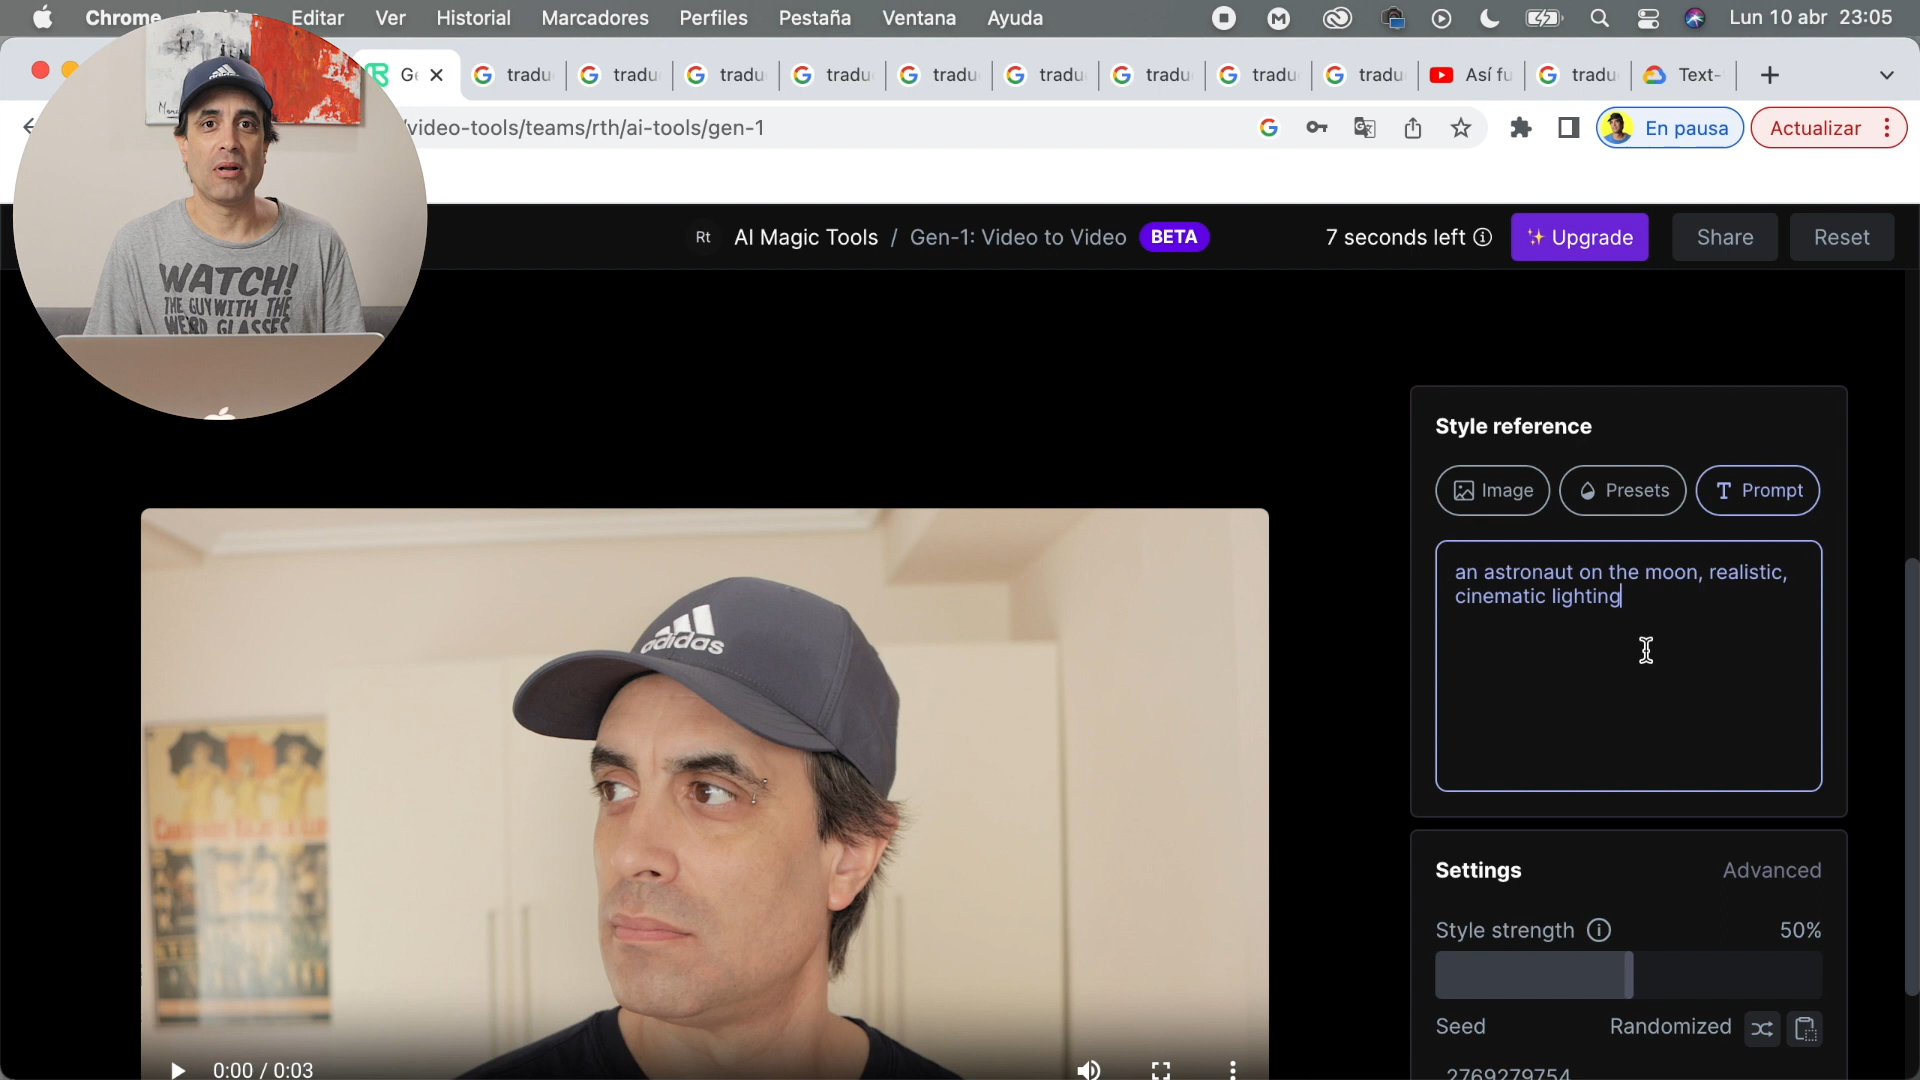 Chrome
Editar
Ver
Historial
Marcadores
Perfiles
Pestaña
Ventana
Ayuda
Lun 10 abr 23:05
tradu
tradu
tradu
tradu
tradu
tradu
tradu
tradu
tradu
Así fu
tradu
Text-
/video-tools/teams/rth/ai-tools/gen-1
En pausa
Actualizar
Rt
AI Magic Tools / Gen-1: Video to Video
BETA
7 seconds left
Upgrade
Share
Reset
adidas
WATCH!
THE GUY WITH THE
WEIRD GLASSES
Style reference
Image
Presets
Prompt
an astronaut on the moon, realistic,
cinematic lighting
adidas
Settings
Advanced
Style strength
50%
Seed
Randomized
2769279754
0:00 / 0:03